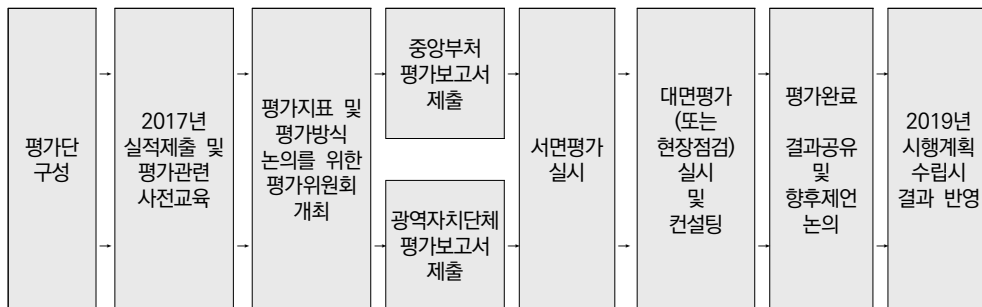 평가단
구성
2017년
실적제출 및
평가관련
사전교육
평가지표 및
평가방식
논의를 위한
평가위원회
개최
중앙부처
평가보고서
제출
광역자치단체
평가보고서
제출
서면평가
실시
대면평가
(또는
현장점검)
실시
및
컨설팅
평가완료
결과공유
및
향후제언
논의
2019년
시행계획
수립시
결과 반영